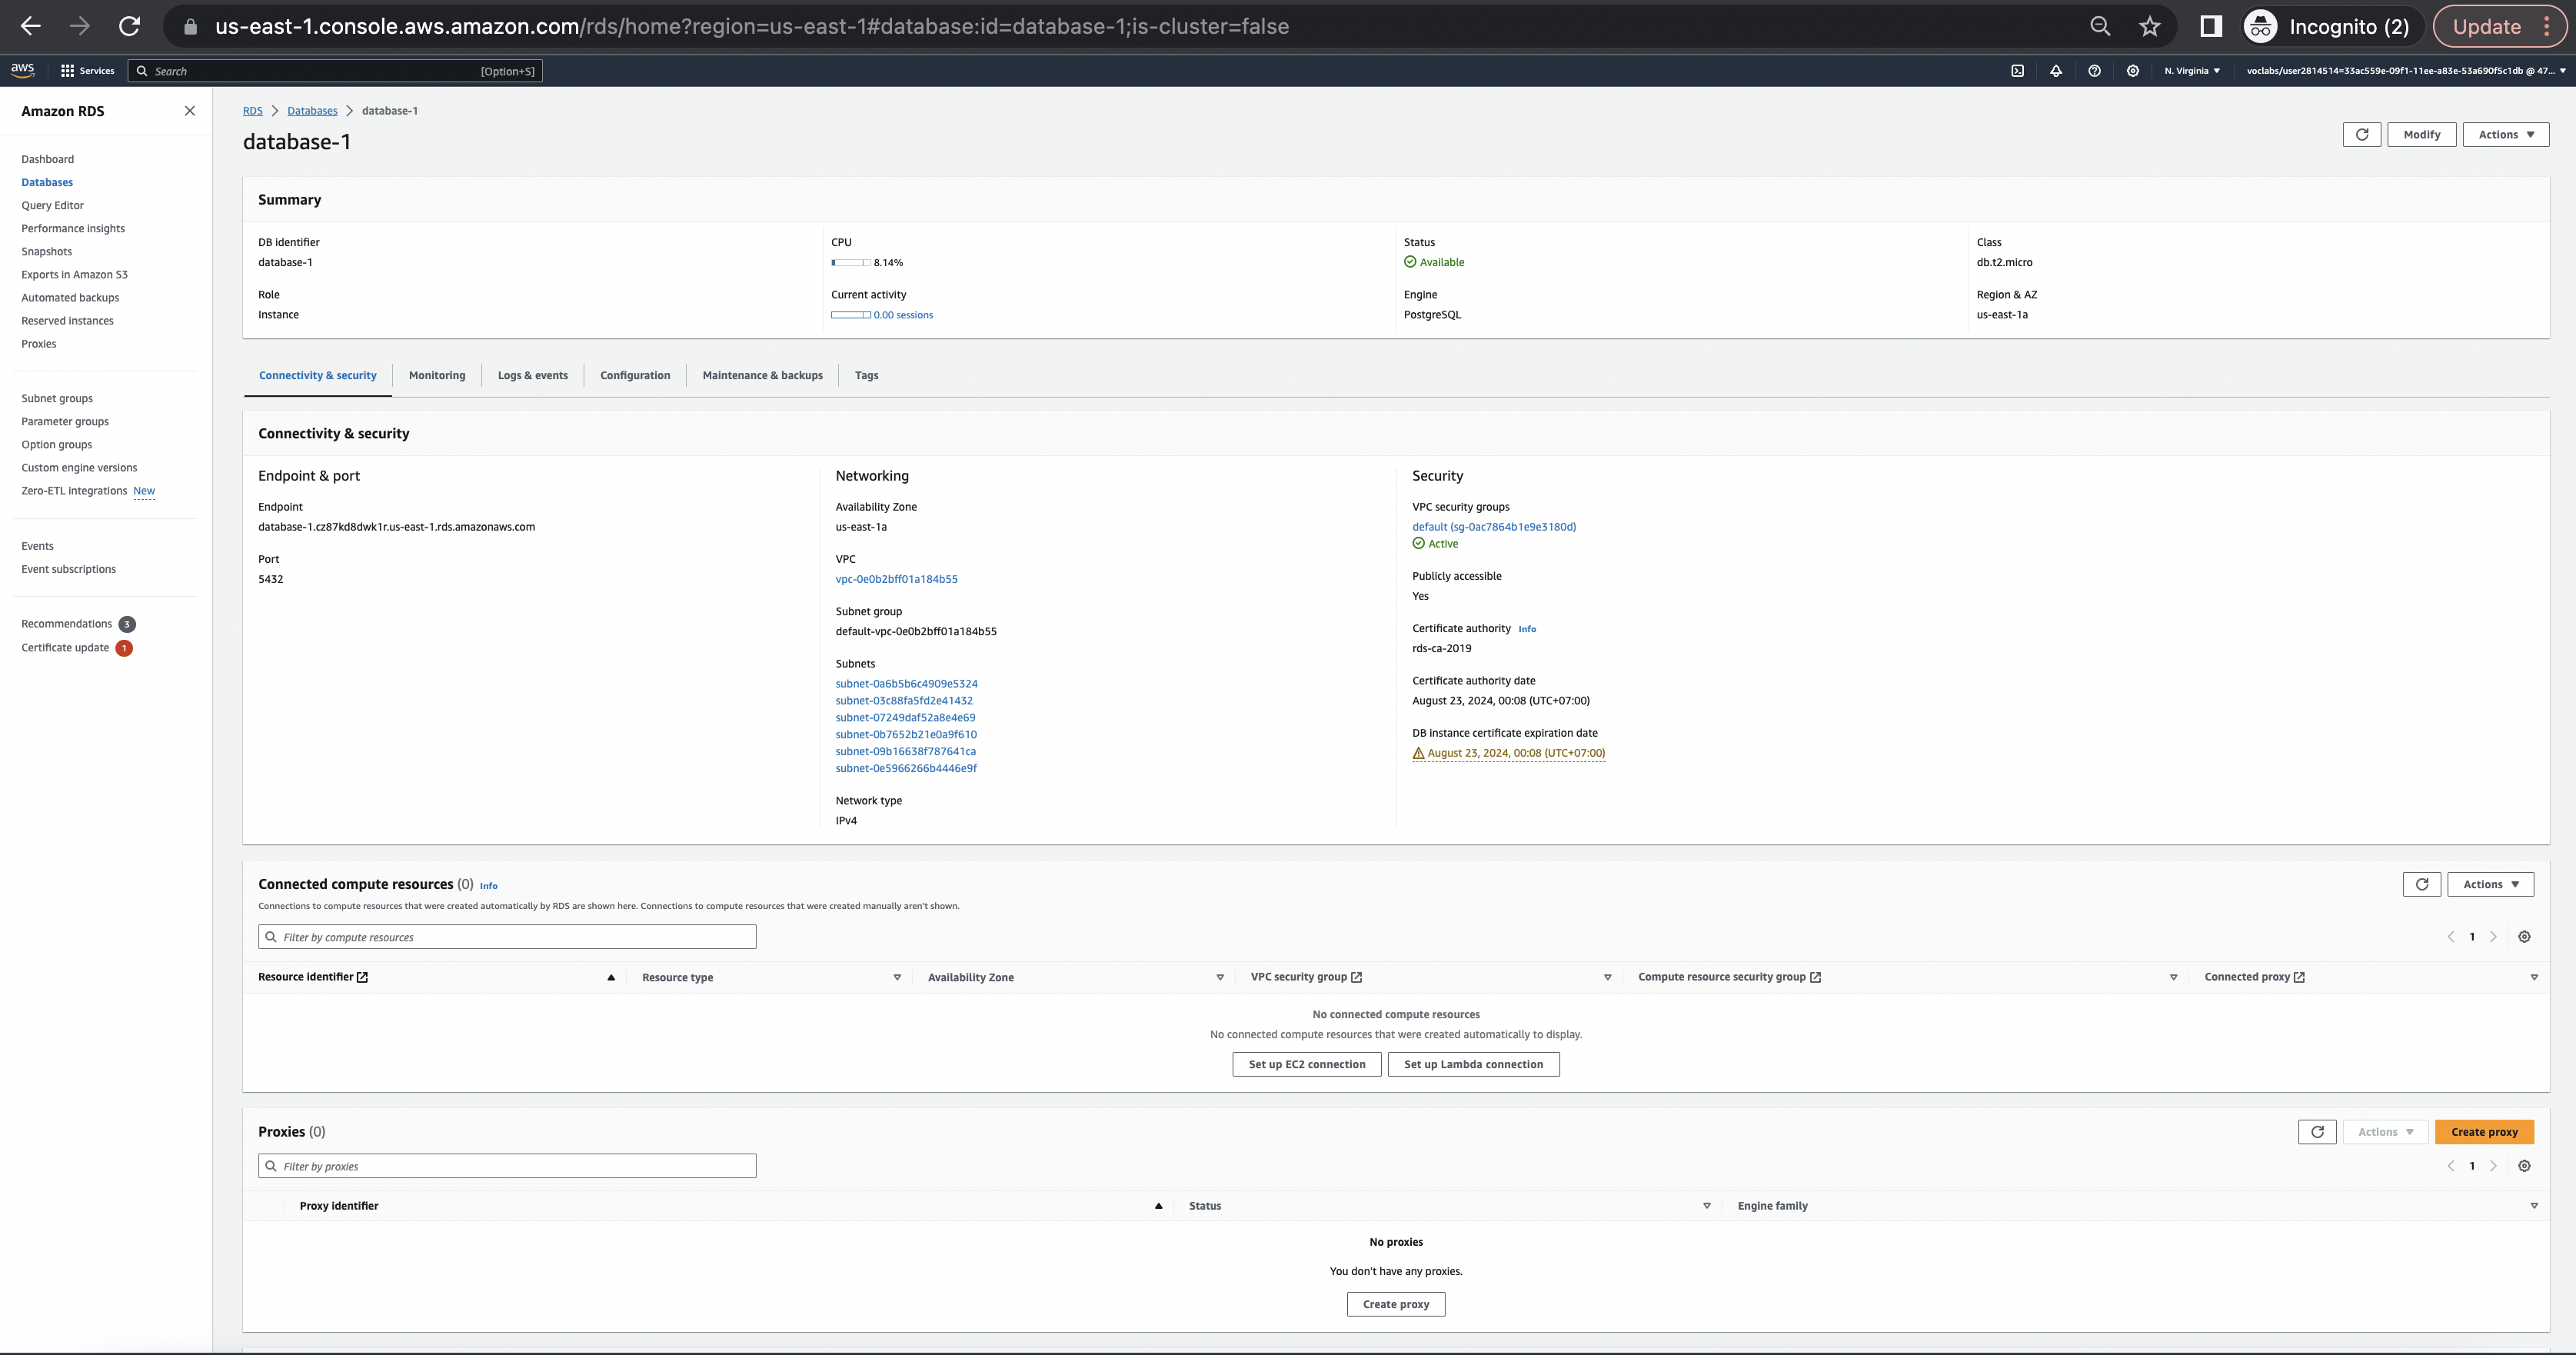 us-east-1.console.aws.amazon.com/rds/home?region=us-east-1#database:id=database-1;is-cluster=false
Incognito (2)
Update
aws
Services
Search
[Option+S]
N. Virginia
voclabs/user2814514=33ac559e-09f1-11ee-a83e-53a690f5c1db @ 47...
Amazon RDS
Dashboard
Databases
Query Editor
Performance insights
Snapshots
Exports in Amazon S3
Automated backups
Reserved instances
Proxies
Subnet groups
Parameter groups
Option groups
Custom engine versions
Zero-ETL integrations New
Events
Event subscriptions
Recommendations 3
Certificate update 1
RDS > Databases > database-1
database-1
Modify
Actions
Summary
DB identifier
database-1
Role
Instance
CPU
8.14%
Current activity
0.00 sessions
Status
Available
Engine
PostgreSQL
Class
db.t2.micro
Region & AZ
us-east-1a
Connectivity & security
Monitoring
Logs & events
Configuration
Maintenance & backups
Tags
Connectivity & security
Endpoint & port
Endpoint
database-1.cz87kd8dwk1r.us-east-1.rds.amazonaws.com
Port
5432
Networking
Availability Zone
us-east-1a
VPC
vpc-0e0b2bff01a184b55
Subnet group
default-vpc-0e0b2bff01a184b55
Subnets
subnet-0a6b5b6c4909e5324
subnet-03c88fa5fd2e41432
subnet-07249daf52a8e4e69
subnet-0b7652b21e0a9f610
subnet-09b16638f787641ca
subnet-0e5966266b4446e9f
Network type
IPv4
Security
VPC security groups
default (sg-0ac7864b1e9e3180d)
Active
Publicly accessible
Yes
Certificate authority Info
rds-ca-2019
Certificate authority date
August 23, 2024, 00:08 (UTC+07:00)
DB instance certificate expiration date
August 23, 2024, 00:08 (UTC+07:00)
Connected compute resources (0) Info
Connections to compute resources that were created automatically by RDS are shown here. Connections to compute resources that were created manually aren't shown.
Actions
Filter by compute resources
1
Resource identifier
Resource type
Availability Zone
VPC security group
Compute resource security group
Connected proxy
No connected compute resources
No connected compute resources that were created automatically to display.
Set up EC2 connection
Set up Lambda connection
Proxies (0)
Actions
Create proxy
Filter by proxies
1
Proxy identifier
Status
Engine family
No proxies
You don't have any proxies.
Create proxy